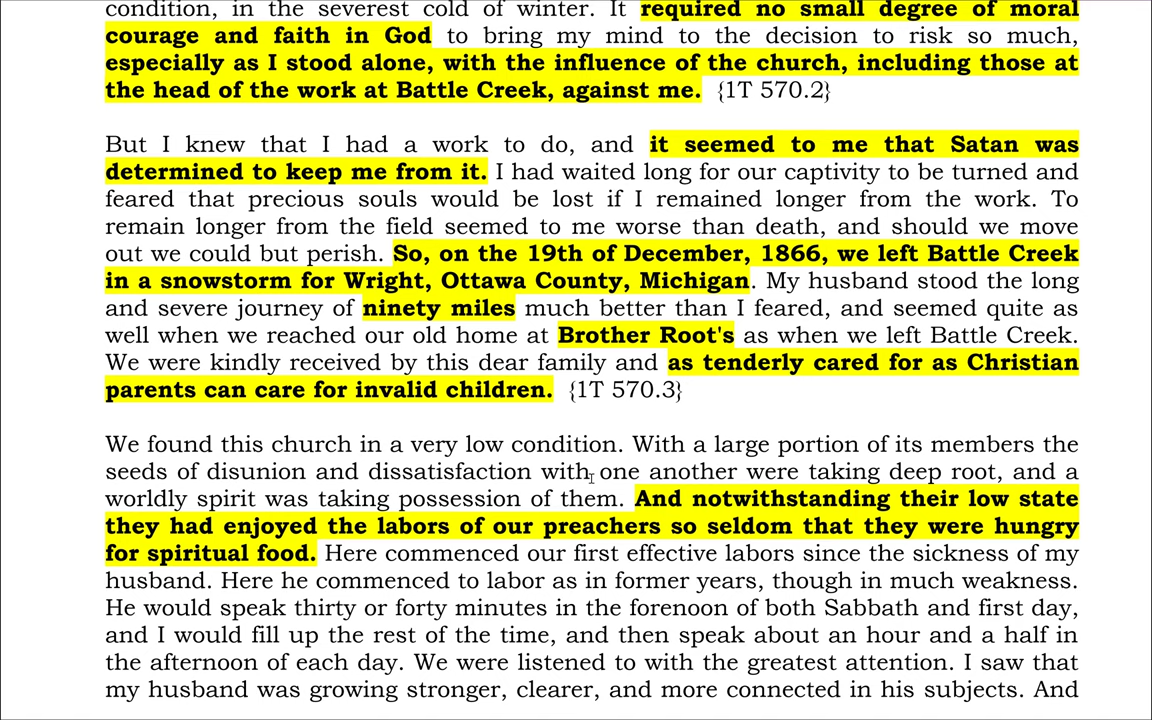 condition, in the severest cold of winter. It required no small degree of moral
courage and faith in God to bring my mind to the decision to risk so much,
especially as I stood alone, with the influence of the church, including those at
the head of the work at Battle Creek, against me. {1T 570.2}
But I knew that I had a work to do, and it seemed to me that Satan was
determined to keep me from it. I had waited long for our captivity to be turned and
feared that precious souls would be lost if I remained longer from the work. To
remain longer from the field seemed to me worse than death, and should we move
out we could but perish. So, on the 19th of December, 1866, we left Battle Creek
in a snowstorm for Wright, Ottawa County, Michigan. My husband stood the long
and severe journey of ninety miles much better than I feared, and seemed quite as
well when we reached our old home at Brother Root's as when we left Battle Creek.
We were kindly received by this dear family and as tenderly cared for as Christian
parents can care for invalid children. {1T 570.3}
We found this church in a very low condition. With a large portion of its members the
seeds of disunion and dissatisfaction with one another were taking deep root, and a
worldly spirit was taking possession of them. And notwithstanding their low state
they had enjoyed the labors of our preachers so seldom that they were hungry
for spiritual food. Here commenced our first effective labors since the sickness of my
husband. Here he commenced to labor as in former years, though in much weakness.
He would speak thirty or forty minutes in the forenoon of both Sabbath and first day,
and I would fill up the rest of the time, and then speak about an hour and a half in
the afternoon of each day. We were listened to with the greatest attention. I saw that
my husband was growing stronger, clearer, and more connected in his subjects. And